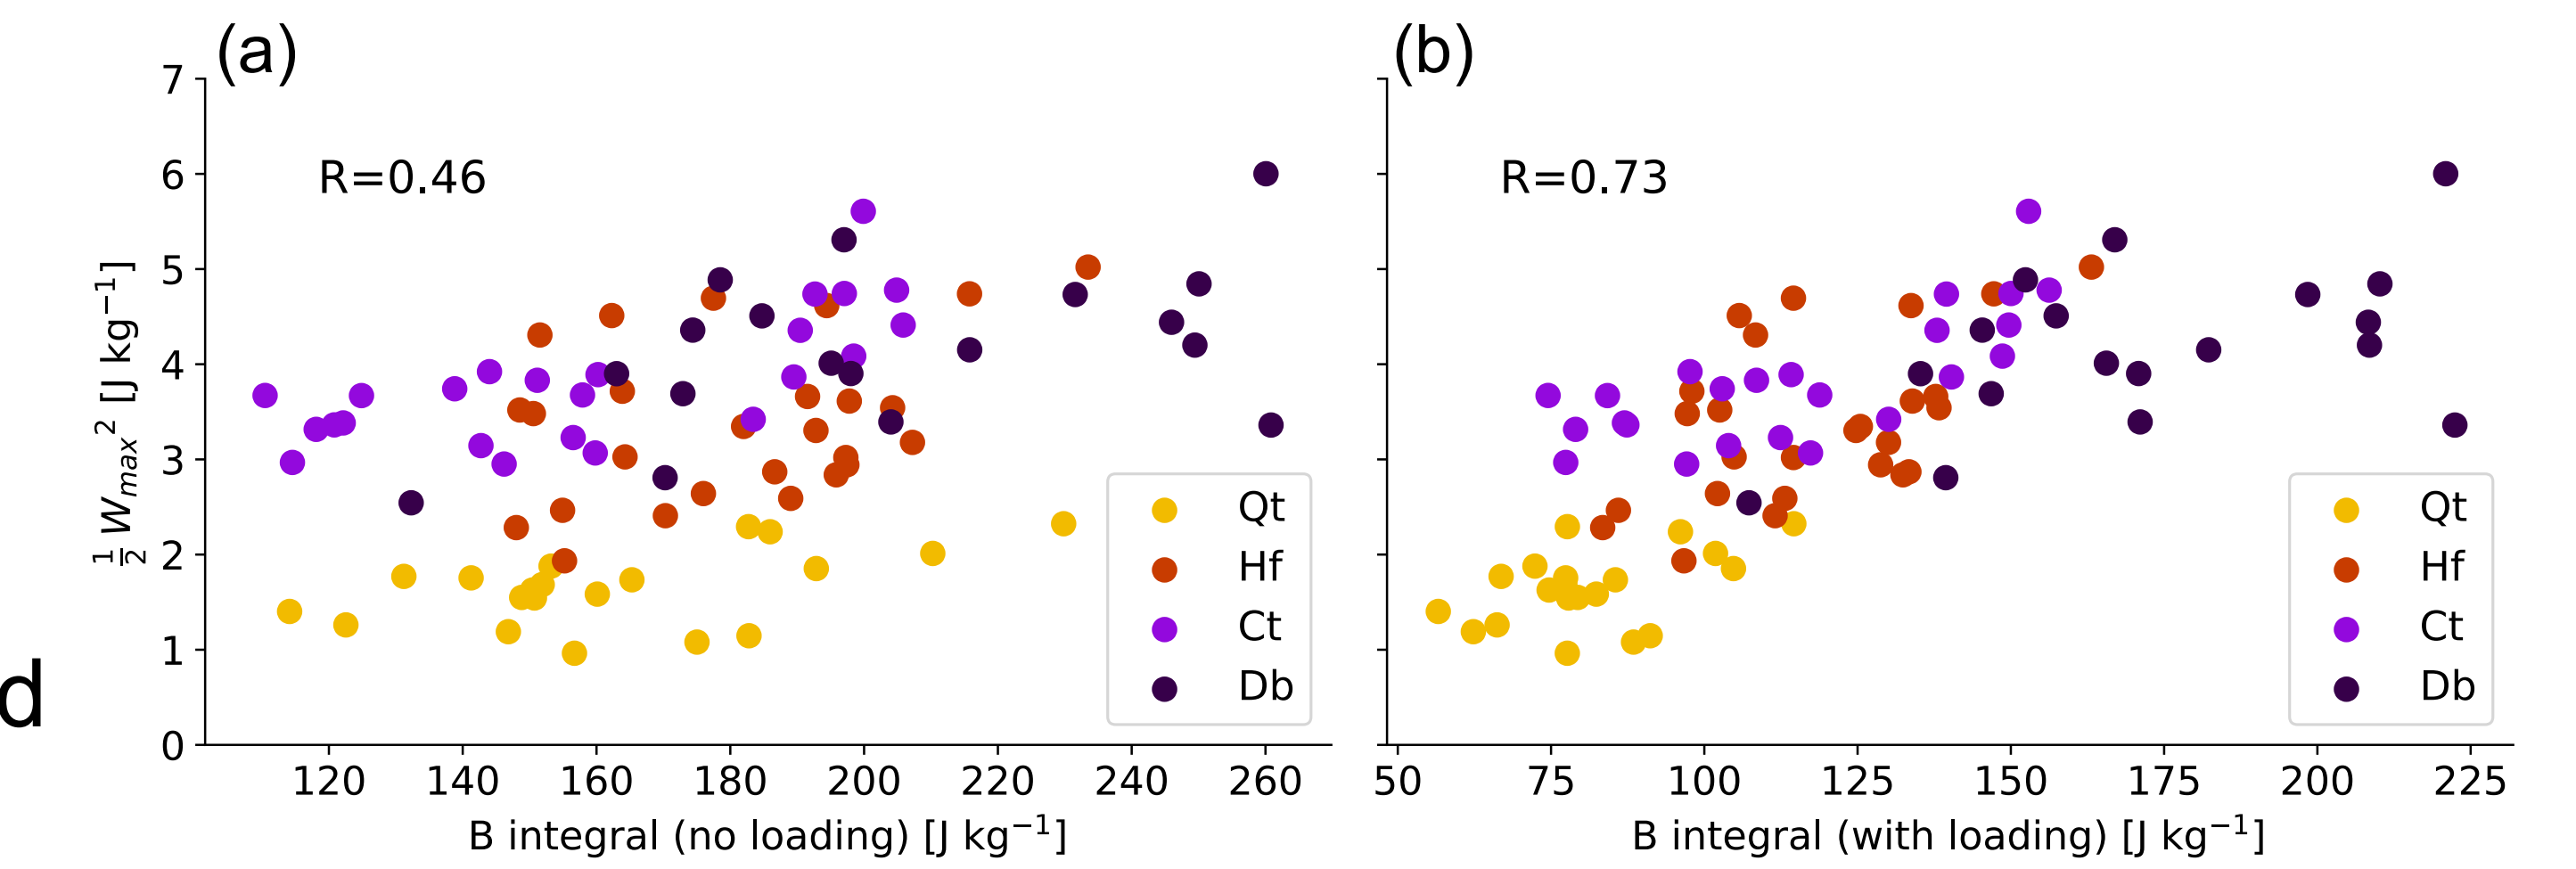 (a)
(b)
7
6
5
4
3
2
1
0
½ W_max² [J kg⁻¹]
R=0.46
R=0.73
Qt
Hf
Ct
Db
Qt
Hf
Ct
Db
d
120 140 160 180 200 220 240 260
50 75 100 125 150 175 200 225
B integral (no loading) [J kg⁻¹]
B integral (with loading) [J kg⁻¹]